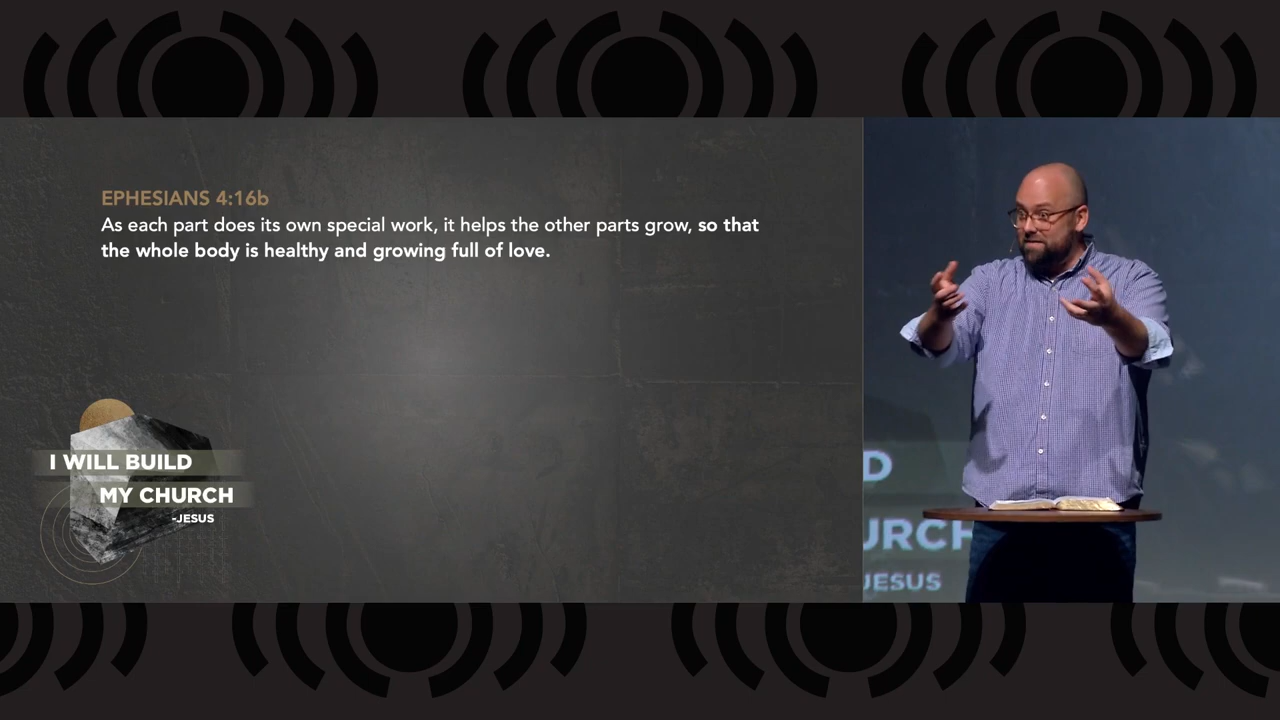 EPHESIANS 4:16b
As each part does its own special work, it helps the other parts grow, so that
the whole body is healthy and growing full of love.
I WILL BUILD
MY CHURCH
-JESUS
D
URCH
JESUS